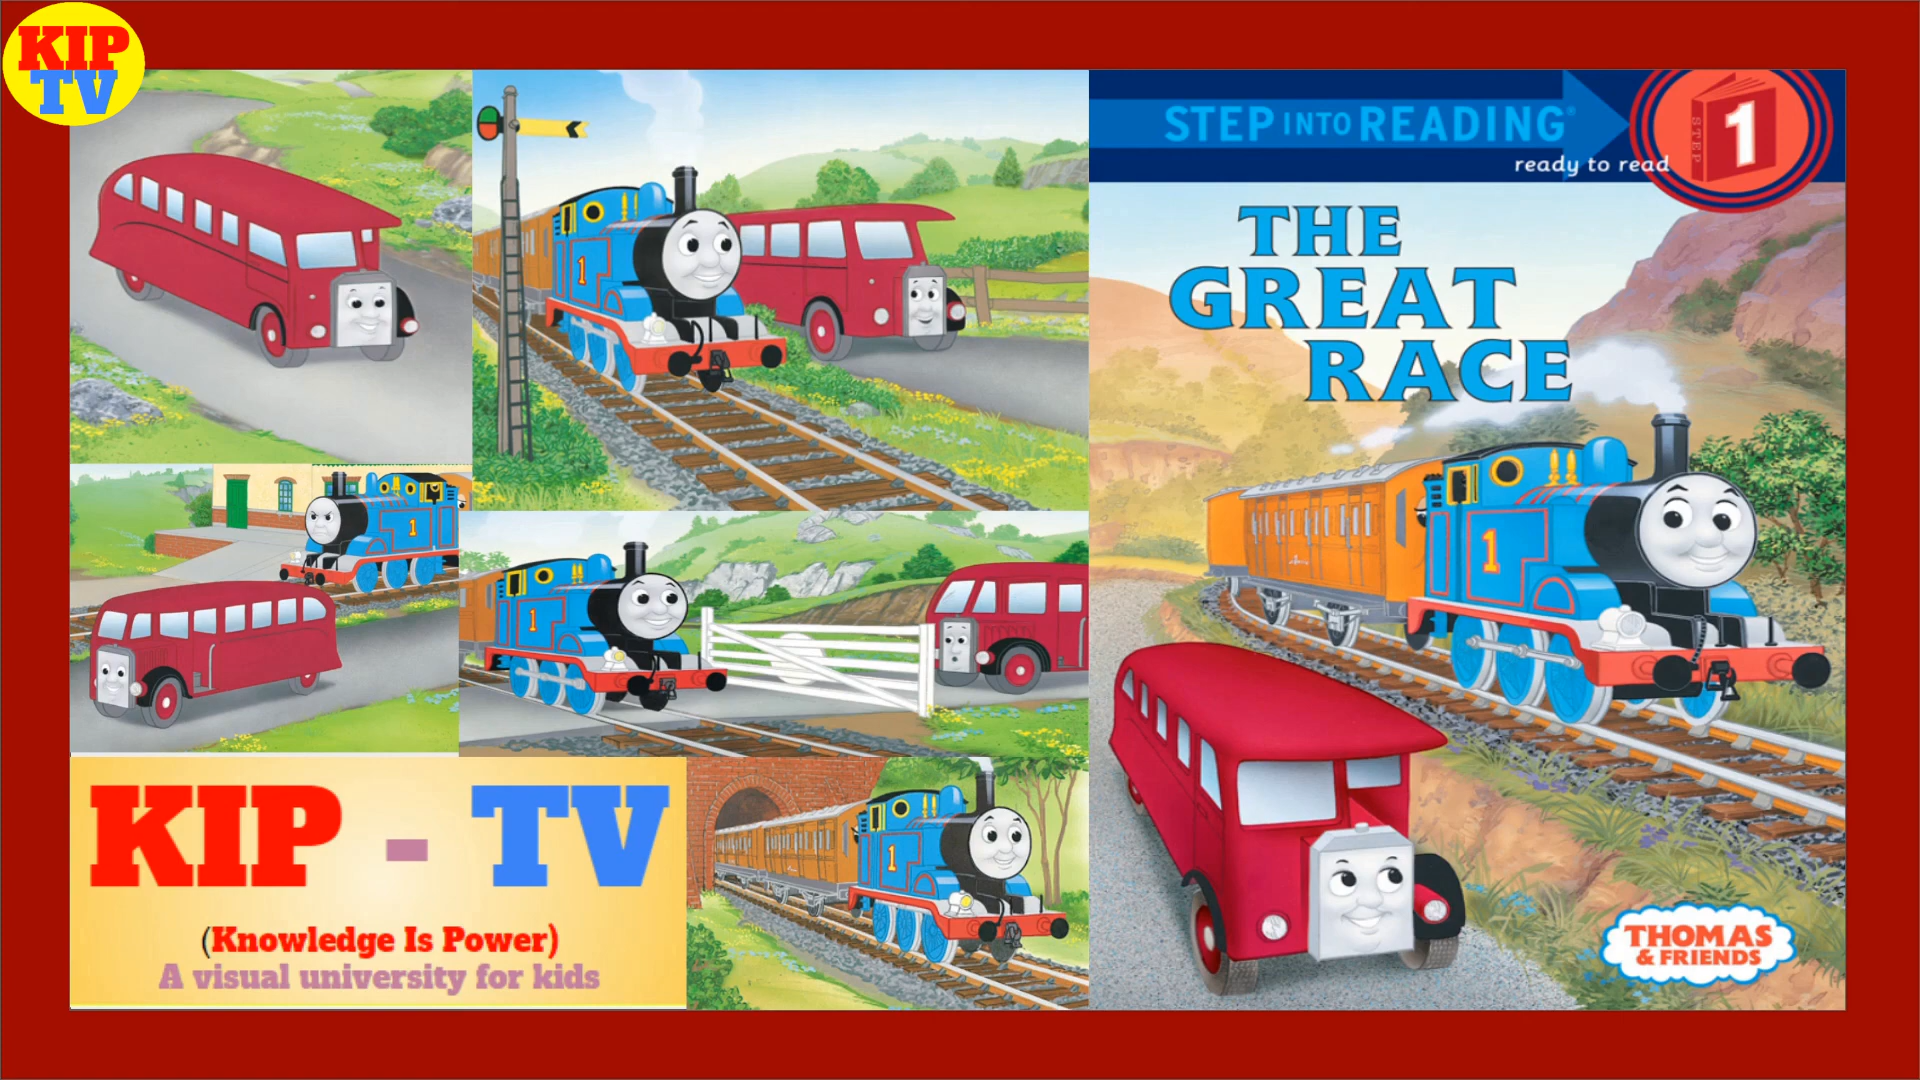 KIP
TV
STEP INTO READING®
ready to read
STEP
1
THE
GREAT
RACE
1
1
1
1
1
KIP - TV
(Knowledge Is Power)
A visual university for kids
THOMAS
& FRIENDS